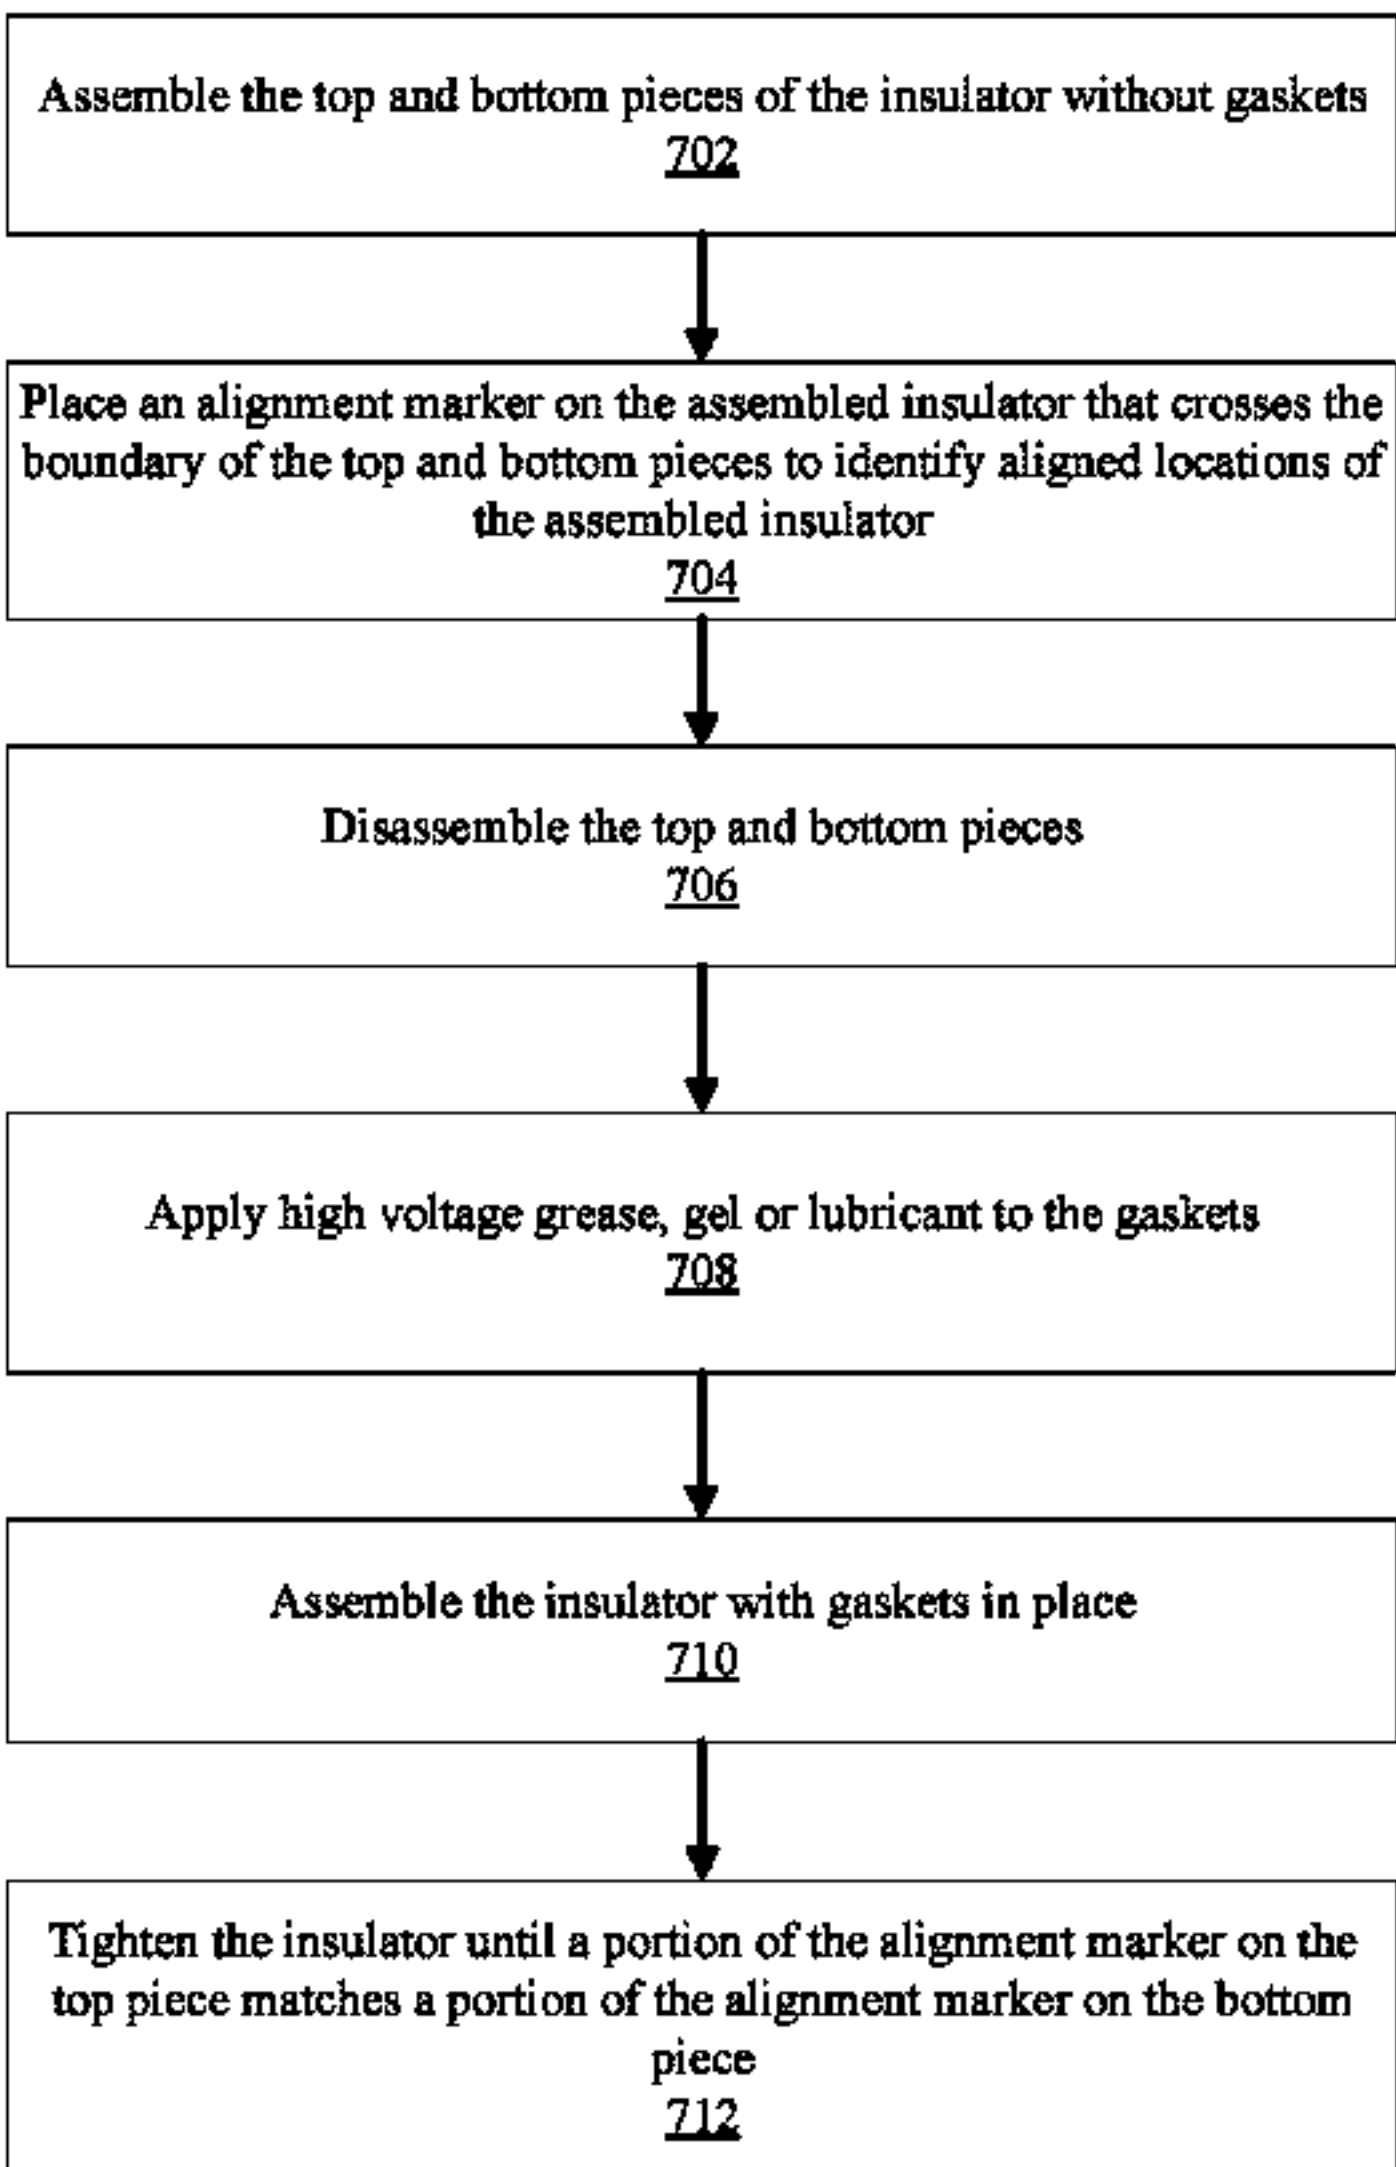 Assemble the top and bottom pieces of the insulator without gaskets
702
Place an alignment marker on the assembled insulator that crosses the
boundary of the top and bottom pieces to identify aligned locations of
the assembled insulator
704
Disassemble the top and bottom pieces
706
Apply high voltage grease, gel or lubricant to the gaskets
708
Assemble the insulator with gaskets in place
710
Tighten the insulator until a portion of the alignment marker on the
top piece matches a portion of the alignment marker on the bottom
piece
712